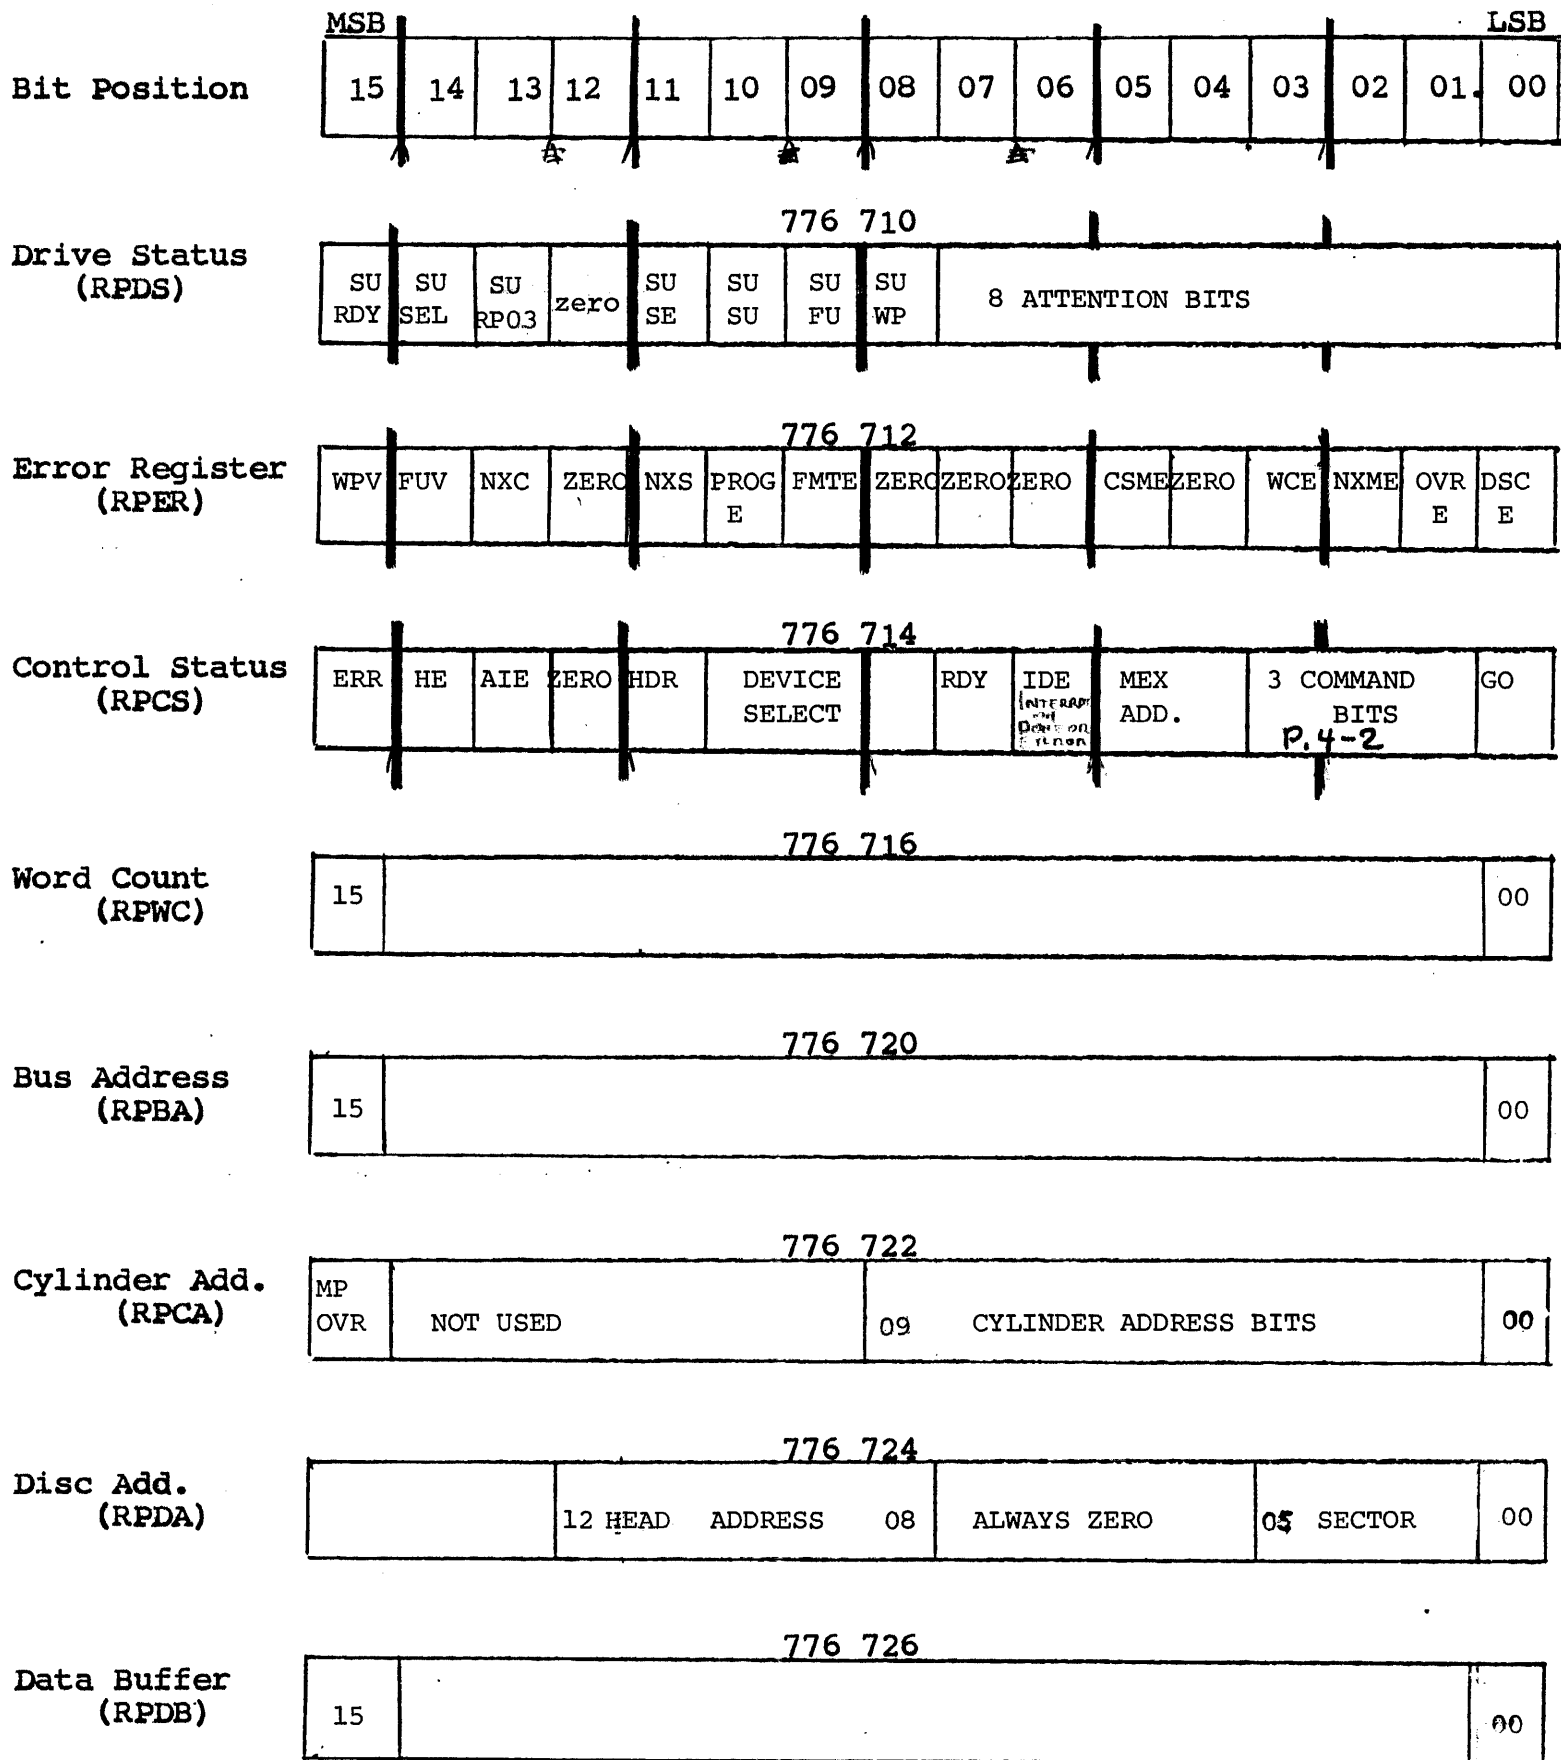 MSB LSB
Bit Position 15 14 13 12 11 10 09 08 07 06 05 04 03 02 01. 00
776 710
Drive Status
(RPDS)
SU SU SU zero SU SU SU SU 8 ATTENTION BITS
RDY SEL RP03 SE SU FU WP
776 712
Error Register
(RPER)
WPV FUV NXC ZERO NXS PROG FMTE ZERO ZERO ZERO CSME ZERO WCE NXME OVR DSC
E E E
776 714
Control Status
(RPCS)
ERR HE AIE ZERO HDR DEVICE RDY IDE MEX 3 COMMAND GO
SELECT ADD. BITS
INTERRUPT
ON
DONE OR
ERROR
P. 4-2
776 716
Word Count
(RPWC)
15 00
776 720
Bus Address
(RPBA)
15 00
776 722
Cylinder Add.
(RPCA)
MP
OVR NOT USED 09 CYLINDER ADDRESS BITS 00
776 724
Disc Add.
(RPDA)
12 HEAD ADDRESS 08 ALWAYS ZERO 05 SECTOR 00
776 726
Data Buffer
(RPDB)
15 00